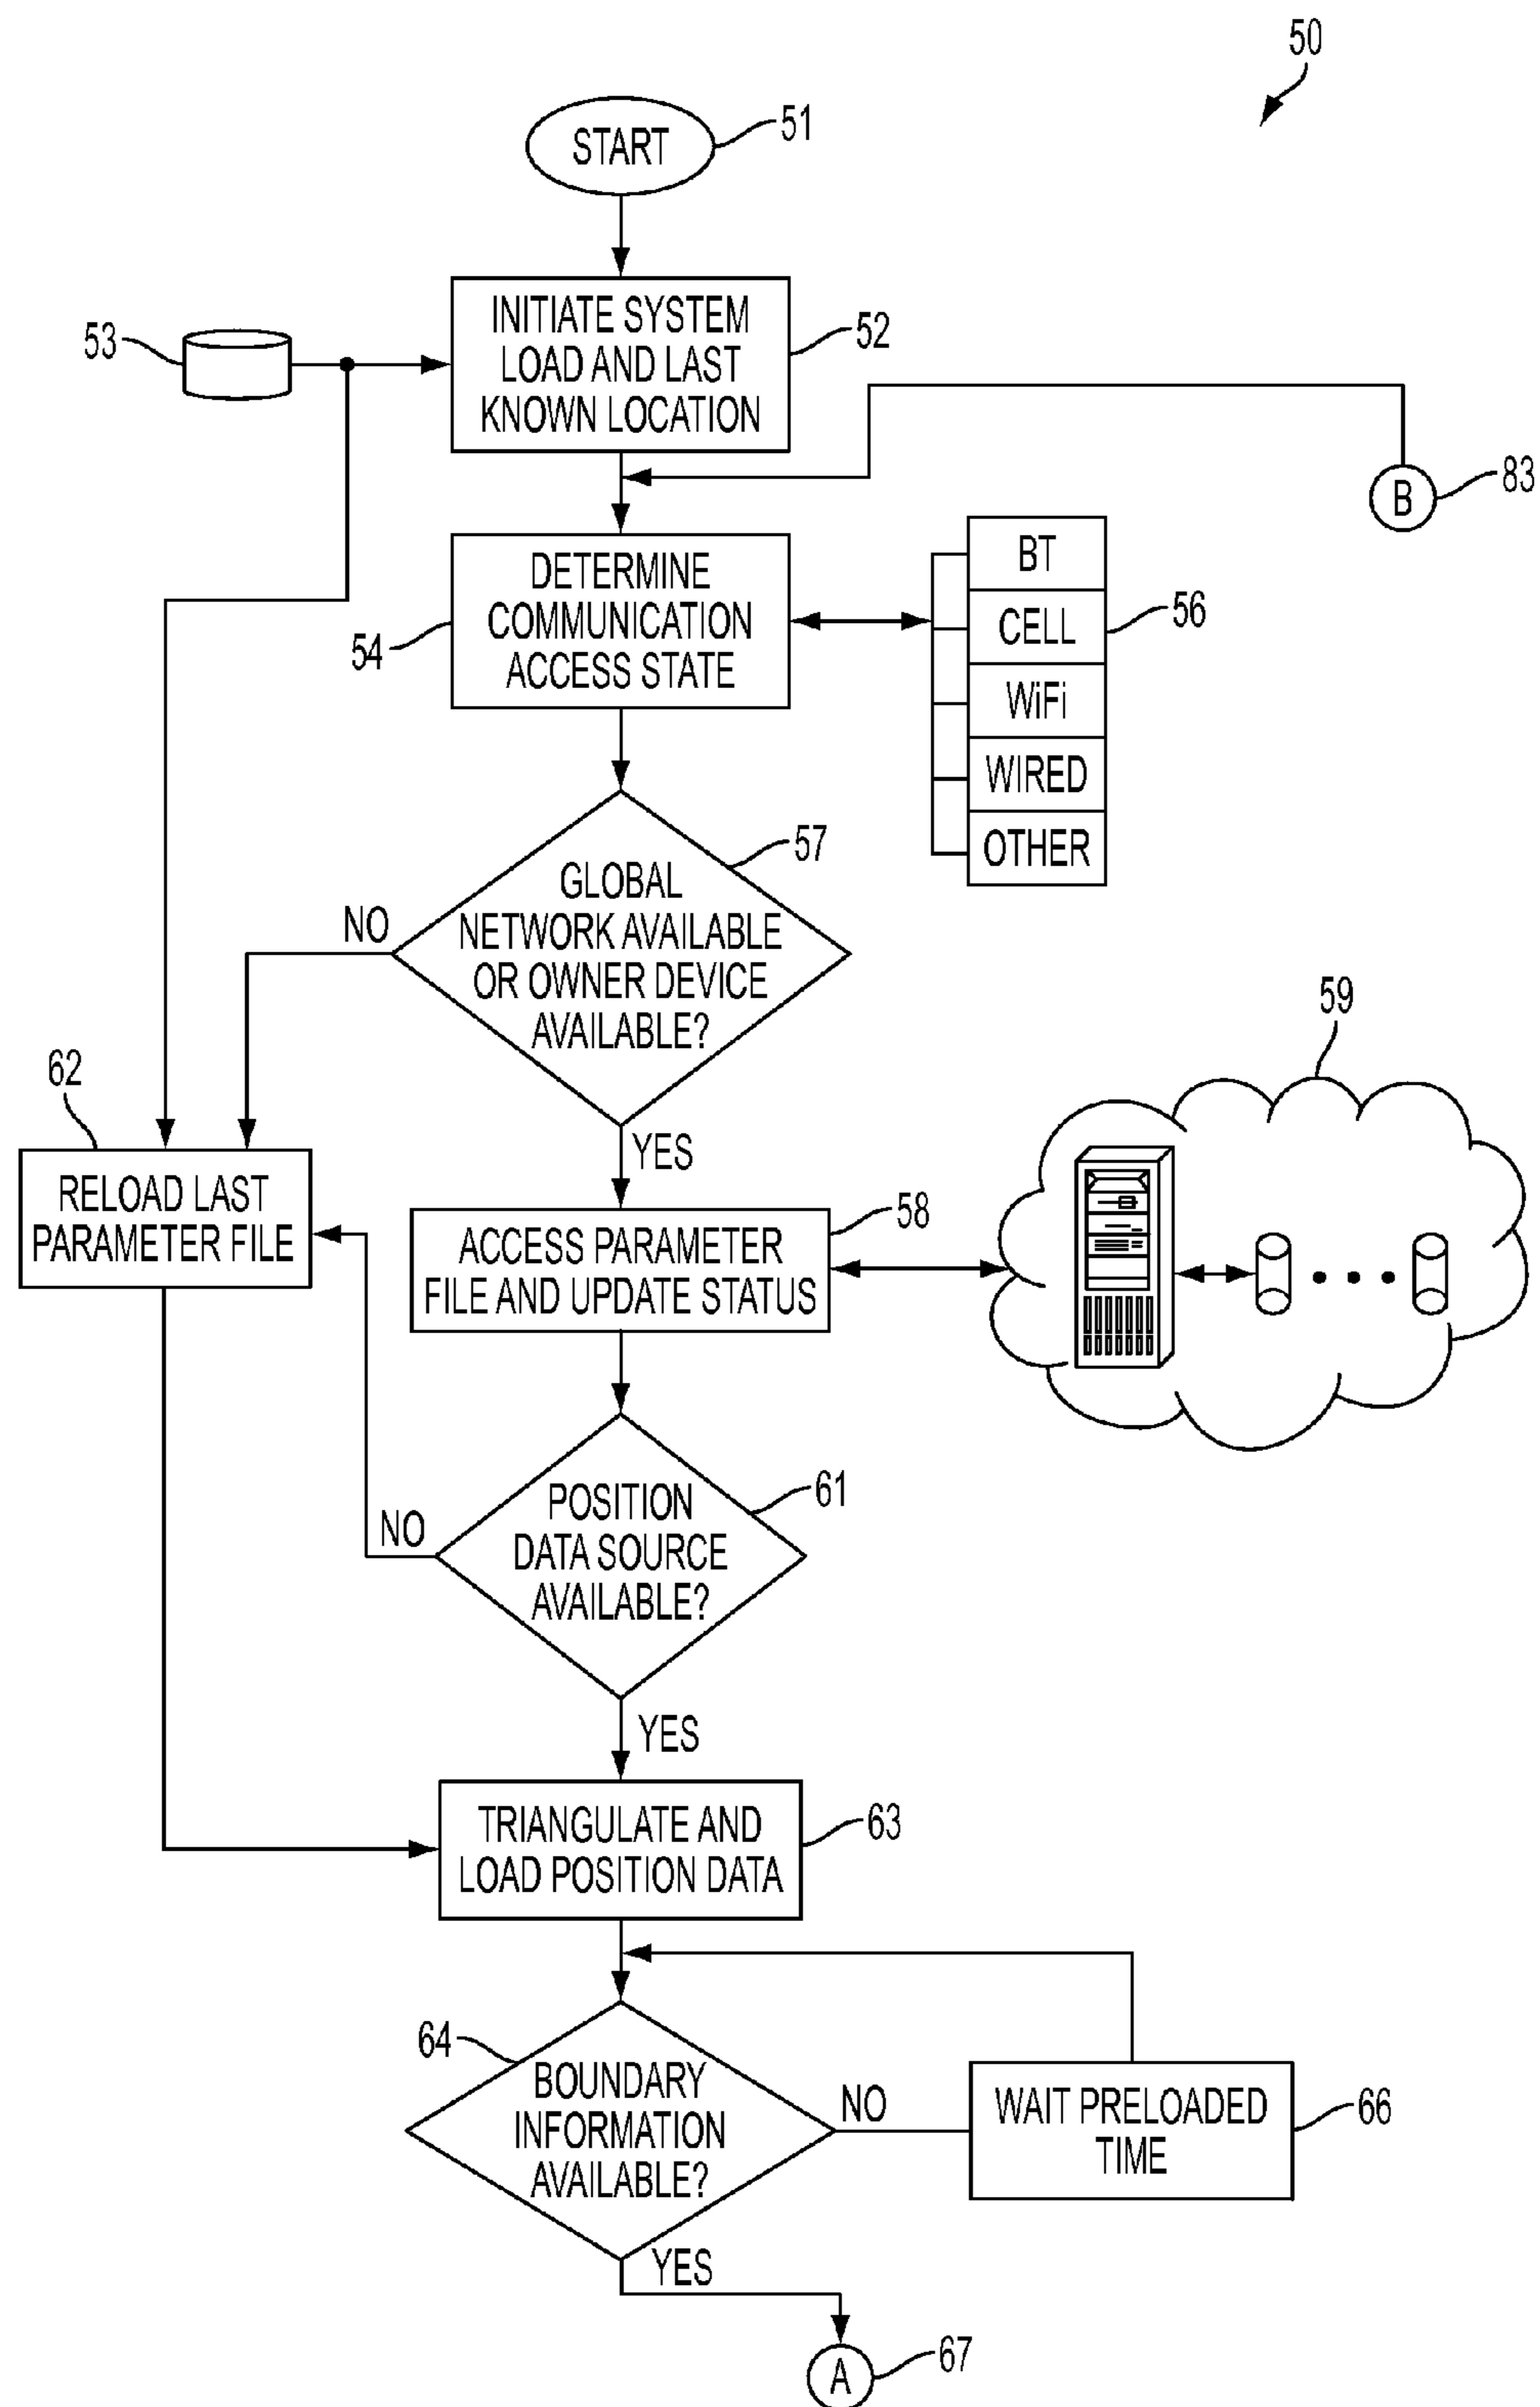 50
START
51
INITIATE SYSTEM
LOAD AND LAST
KNOWN LOCATION
52
53
B
83
DETERMINE
COMMUNICATION
ACCESS STATE
54
BT
CELL
WiFi
WIRED
OTHER
56
GLOBAL
NETWORK AVAILABLE
OR OWNER DEVICE
AVAILABLE?
57
NO
YES
59
62
RELOAD LAST
PARAMETER FILE
ACCESS PARAMETER
FILE AND UPDATE STATUS
58
POSITION
DATA SOURCE
AVAILABLE?
61
NO
YES
TRIANGULATE AND
LOAD POSITION DATA
63
64
BOUNDARY
INFORMATION
AVAILABLE?
NO
WAIT PRELOADED
TIME
66
YES
A
67